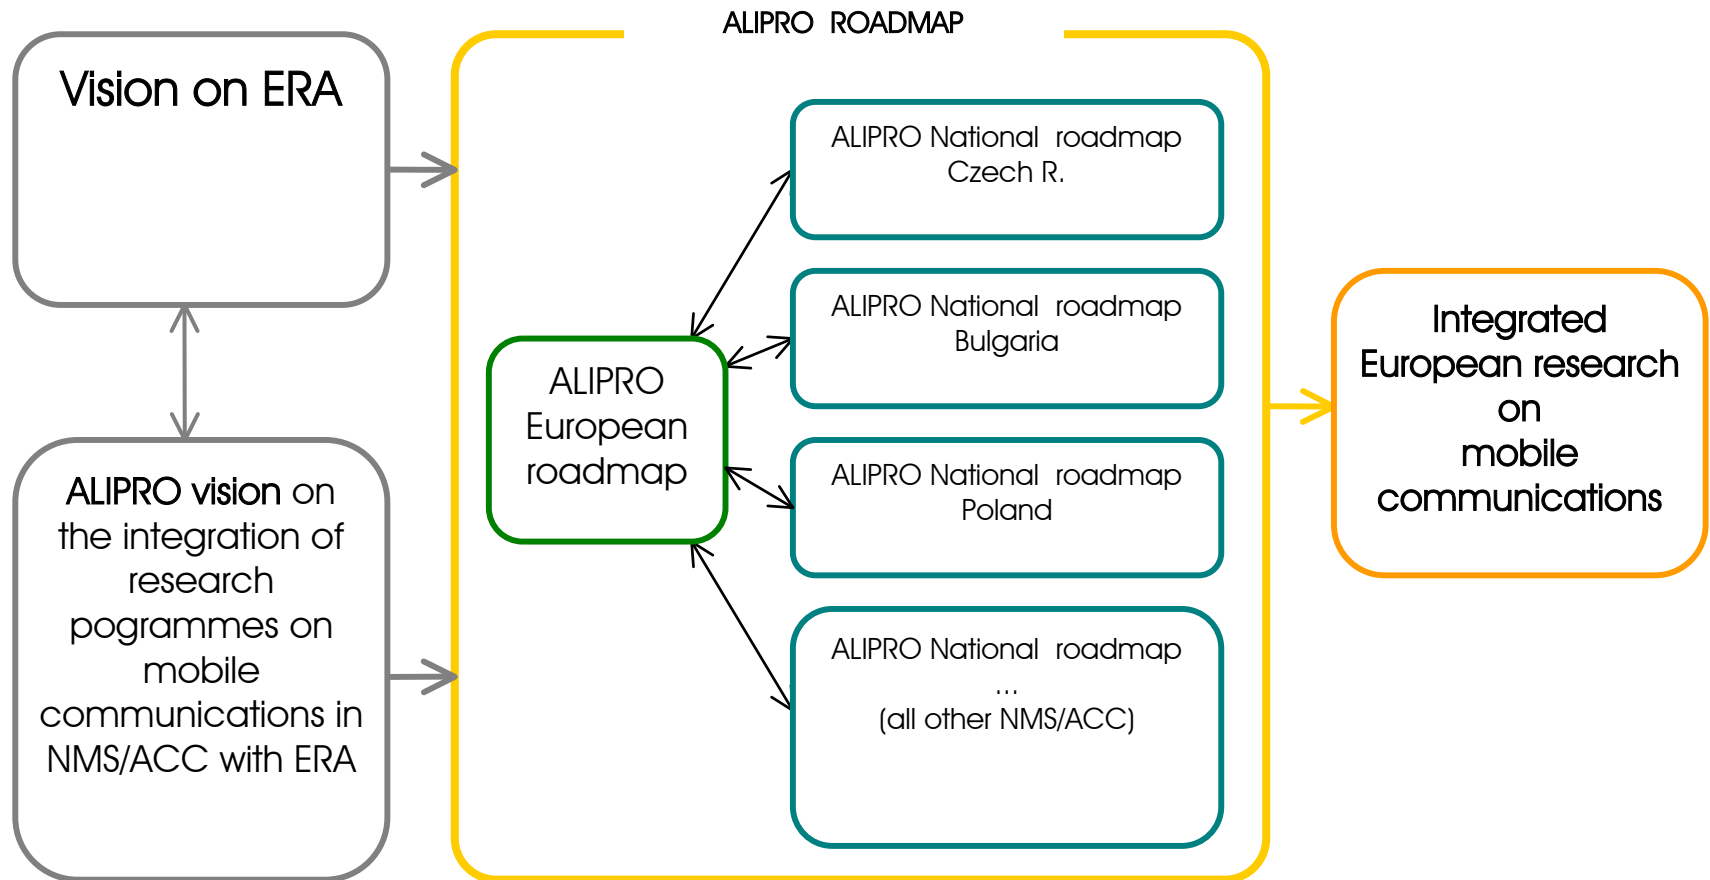 ALIPRO ROADMAP
Vision on ERA
ALIPRO vision on
the integration of
research
pogrammes on
mobile
communications in
NMS/ACC with ERA
ALIPRO
European
roadmap
ALIPRO National roadmap
Czech R.
ALIPRO National roadmap
Bulgaria
ALIPRO National roadmap
Poland
ALIPRO National roadmap
...
(all other NMS/ACC)
Integrated
European research
on
mobile
communications